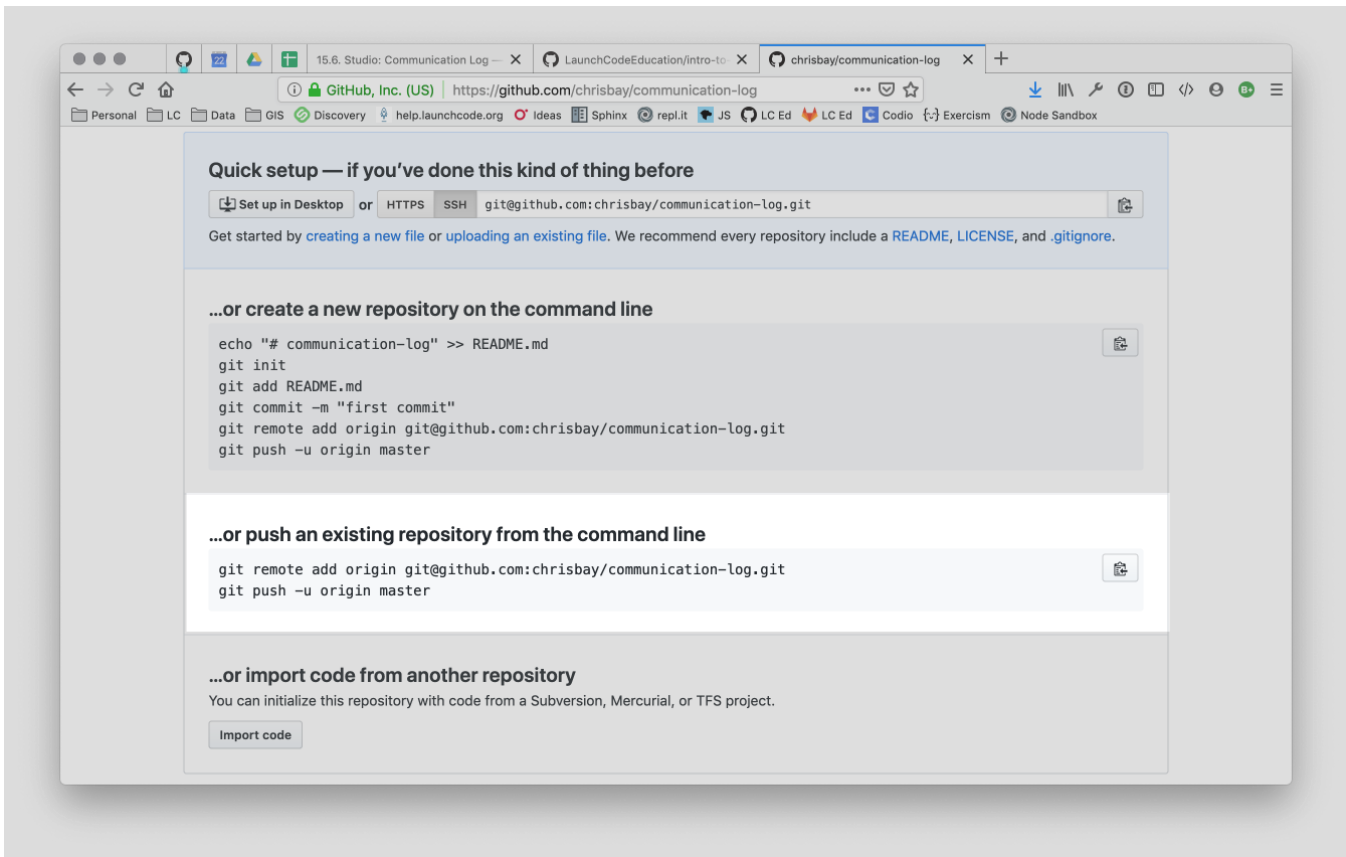 22
15.6. Studio: Communication Log —
LaunchCodeEducation/intro-to-
chrisbay/communication-log
GitHub, Inc. (US)
https://github.com/chrisbay/communication-log
Personal LC Data GIS Discovery help.launchcode.org Ideas Sphinx repl.it JS LC Ed LC Ed Codio Exercism Node Sandbox
Quick setup — if you’ve done this kind of thing before
Set up in Desktop or HTTPS SSH git@github.com:chrisbay/communication-log.git
Get started by creating a new file or uploading an existing file. We recommend every repository include a README, LICENSE, and .gitignore.
…or create a new repository on the command line
echo "# communication-log" >> README.md
git init
git add README.md
git commit -m "first commit"
git remote add origin git@github.com:chrisbay/communication-log.git
git push -u origin master
…or push an existing repository from the command line
git remote add origin git@github.com:chrisbay/communication-log.git
git push -u origin master
…or import code from another repository
You can initialize this repository with code from a Subversion, Mercurial, or TFS project.
Import code